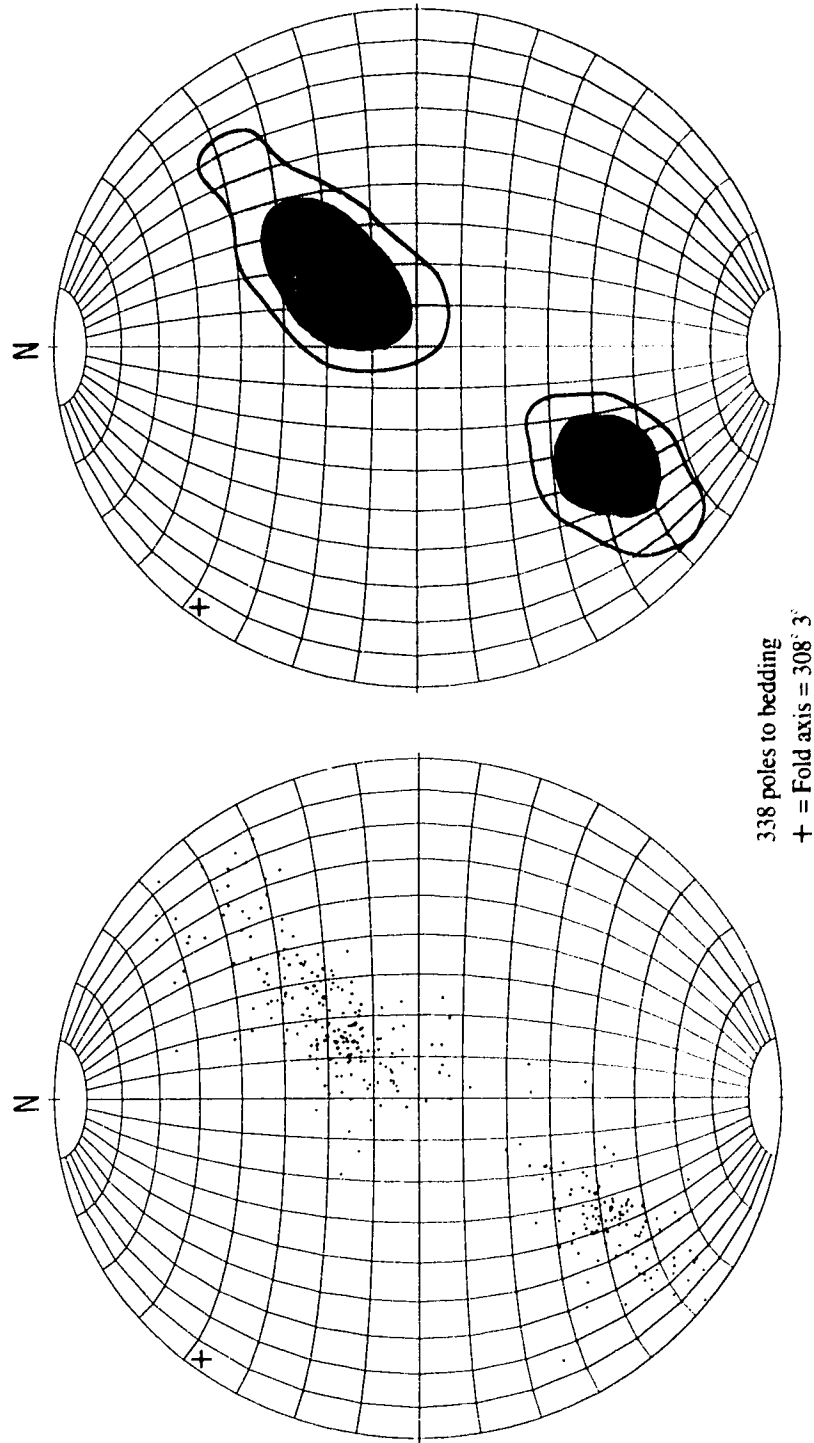 N
N
338 poles to bedding
+ = Fold axis = 308° 3°